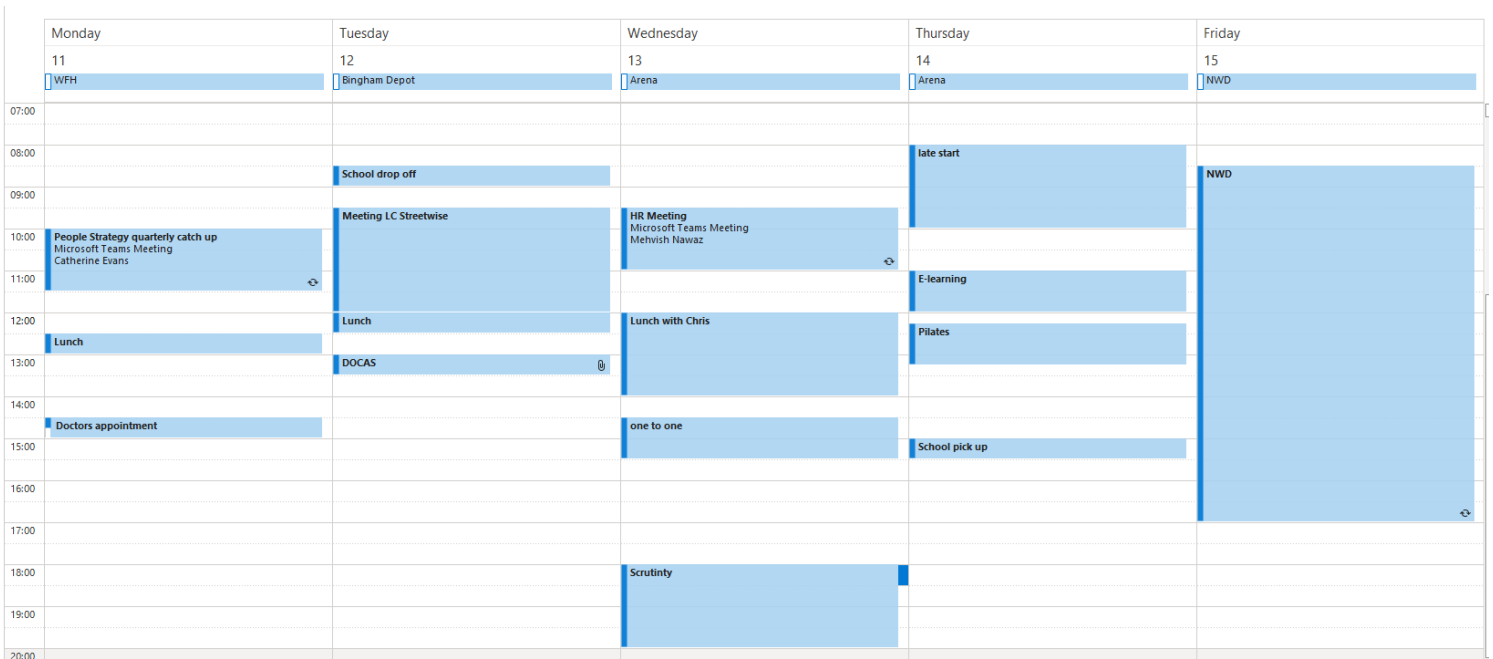 Monday
Tuesday
Wednesday
Thursday
Friday
11
12
13
14
15
WFH
Bingham Depot
Arena
Arena
NWD
07:00
08:00
late start
School drop off
NWD
09:00
Meeting LC Streetwise
HR Meeting
Microsoft Teams Meeting
Mehvish Nawaz
10:00
People Strategy quarterly catch up
Microsoft Teams Meeting
Catherine Evans
11:00
E-learning
12:00
Lunch
Lunch with Chris
Pilates
Lunch
13:00
DOCAS
14:00
Doctors appointment
one to one
15:00
School pick up
16:00
17:00
18:00
Scrutinty
19:00
20:00